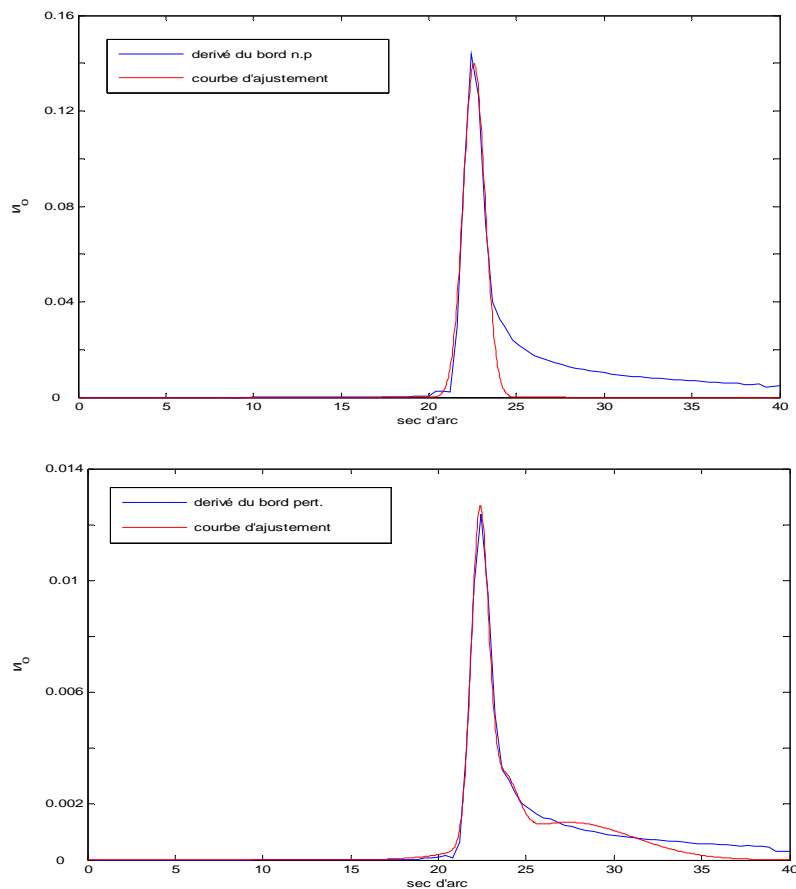 0.16
derivé du bord n.p
courbe d'ajustement
0.12
I/I₀
0.08
0.04
0
0 5 10 15 20 25 30 35 40
sec d'arc
0.014
derivé du bord pert.
courbe d'ajustement
0.01
I/I₀
0.006
0.002
0
0 5 10 15 20 25 30 35 40
sec d'arc